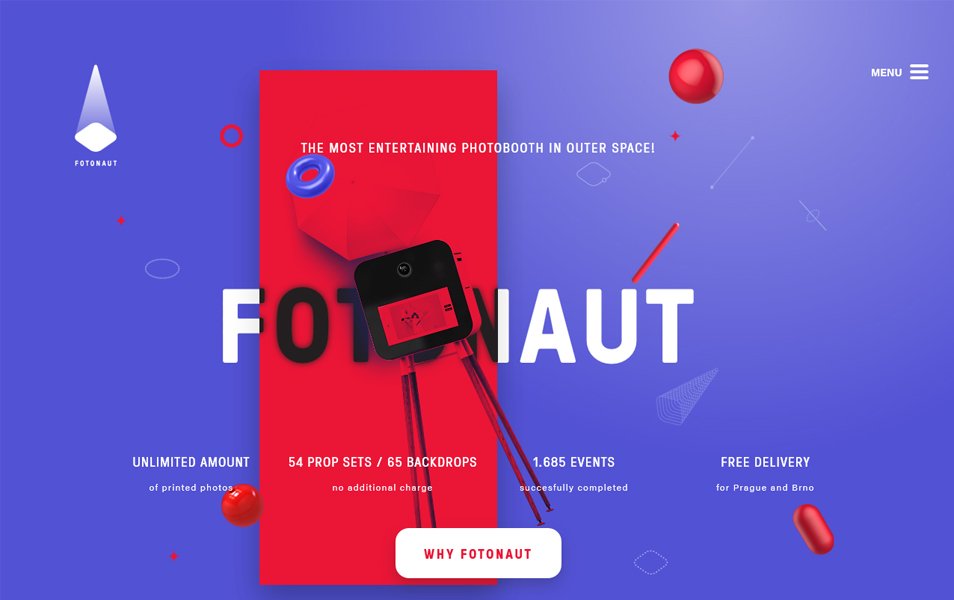 MENU
FOTONAUT
THE MOST ENTERTAINING PHOTOBOOTH IN OUTER SPACE!
FOTONAUT
UNLIMITED AMOUNT
of printed photos
54 PROP SETS / 65 BACKDROPS
no additional charge
1.685 EVENTS
succesfully completed
FREE DELIVERY
for Prague and Brno
WHY FOTONAUT